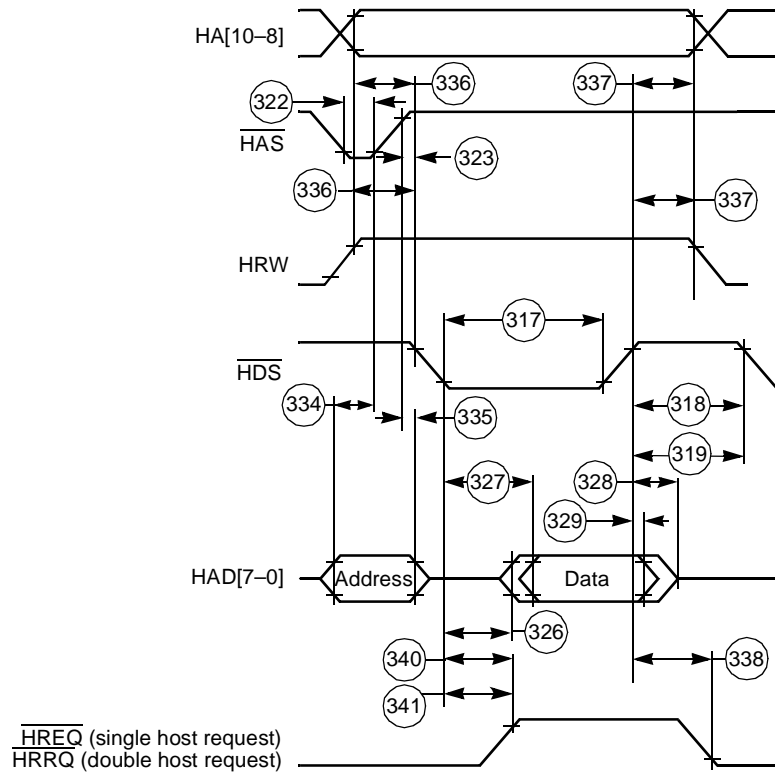 HA[10–8]
336
337
322
HAS
323
336
337
HRW
317
HDS
334
335
318
319
327
328
329
HAD[7–0]
Address
Data
326
340
338
341
HREQ (single host request)
HRRQ (double host request)